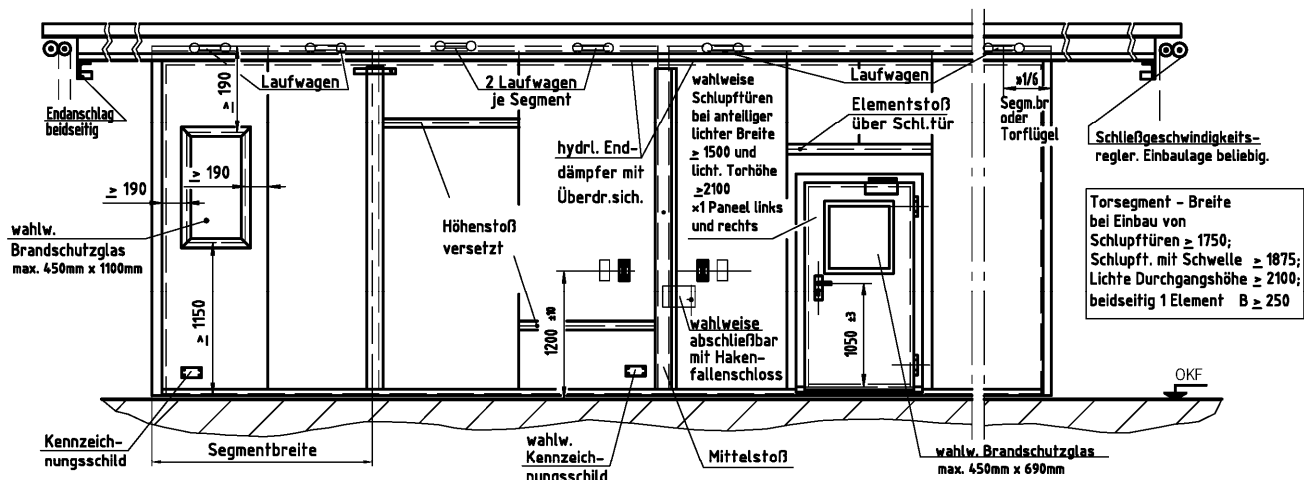 Endanschlag
beidseitig
≥ 190
Laufwagen
2 Laufwagen
je Segment
wahlweise
Schlupftüren
bei anteiliger
lichter Breite
≥ 1500 und
licht. Torhöhe
≥2100
×1 Paneel links
und rechts
Laufwagen
Elementstoß
über Schl.tür
»1/6
Segm.br
oder
Torflügel
Schließgeschwindigkeits-
regler. Einbaulage beliebig.
hydrl. End-
dämpfer mit
Überdr.sich.
≥ 190
≥ 190
wahlw.
Brandschutzglas
max. 450mm x 1100mm
Höhenstoß
versetzt
Torsegment - Breite
bei Einbau von
Schlupftüren ≥ 1750;
Schlupft. mit Schwelle ≥ 1875;
Lichte Durchgangshöhe ≥ 2100;
beidseitig 1 Element B ≥ 250
≥ 1150
1200 ±10
wahlweise
abschließbar
mit Haken-
fallenschloss
1050 ±3
OKF
Kennzeich-
nungsschild
Segmentbreite
wahlw.
Kennzeich-
nungsschild
Mittelstoß
wahlw. Brandschutzglas
max. 450mm x 690mm